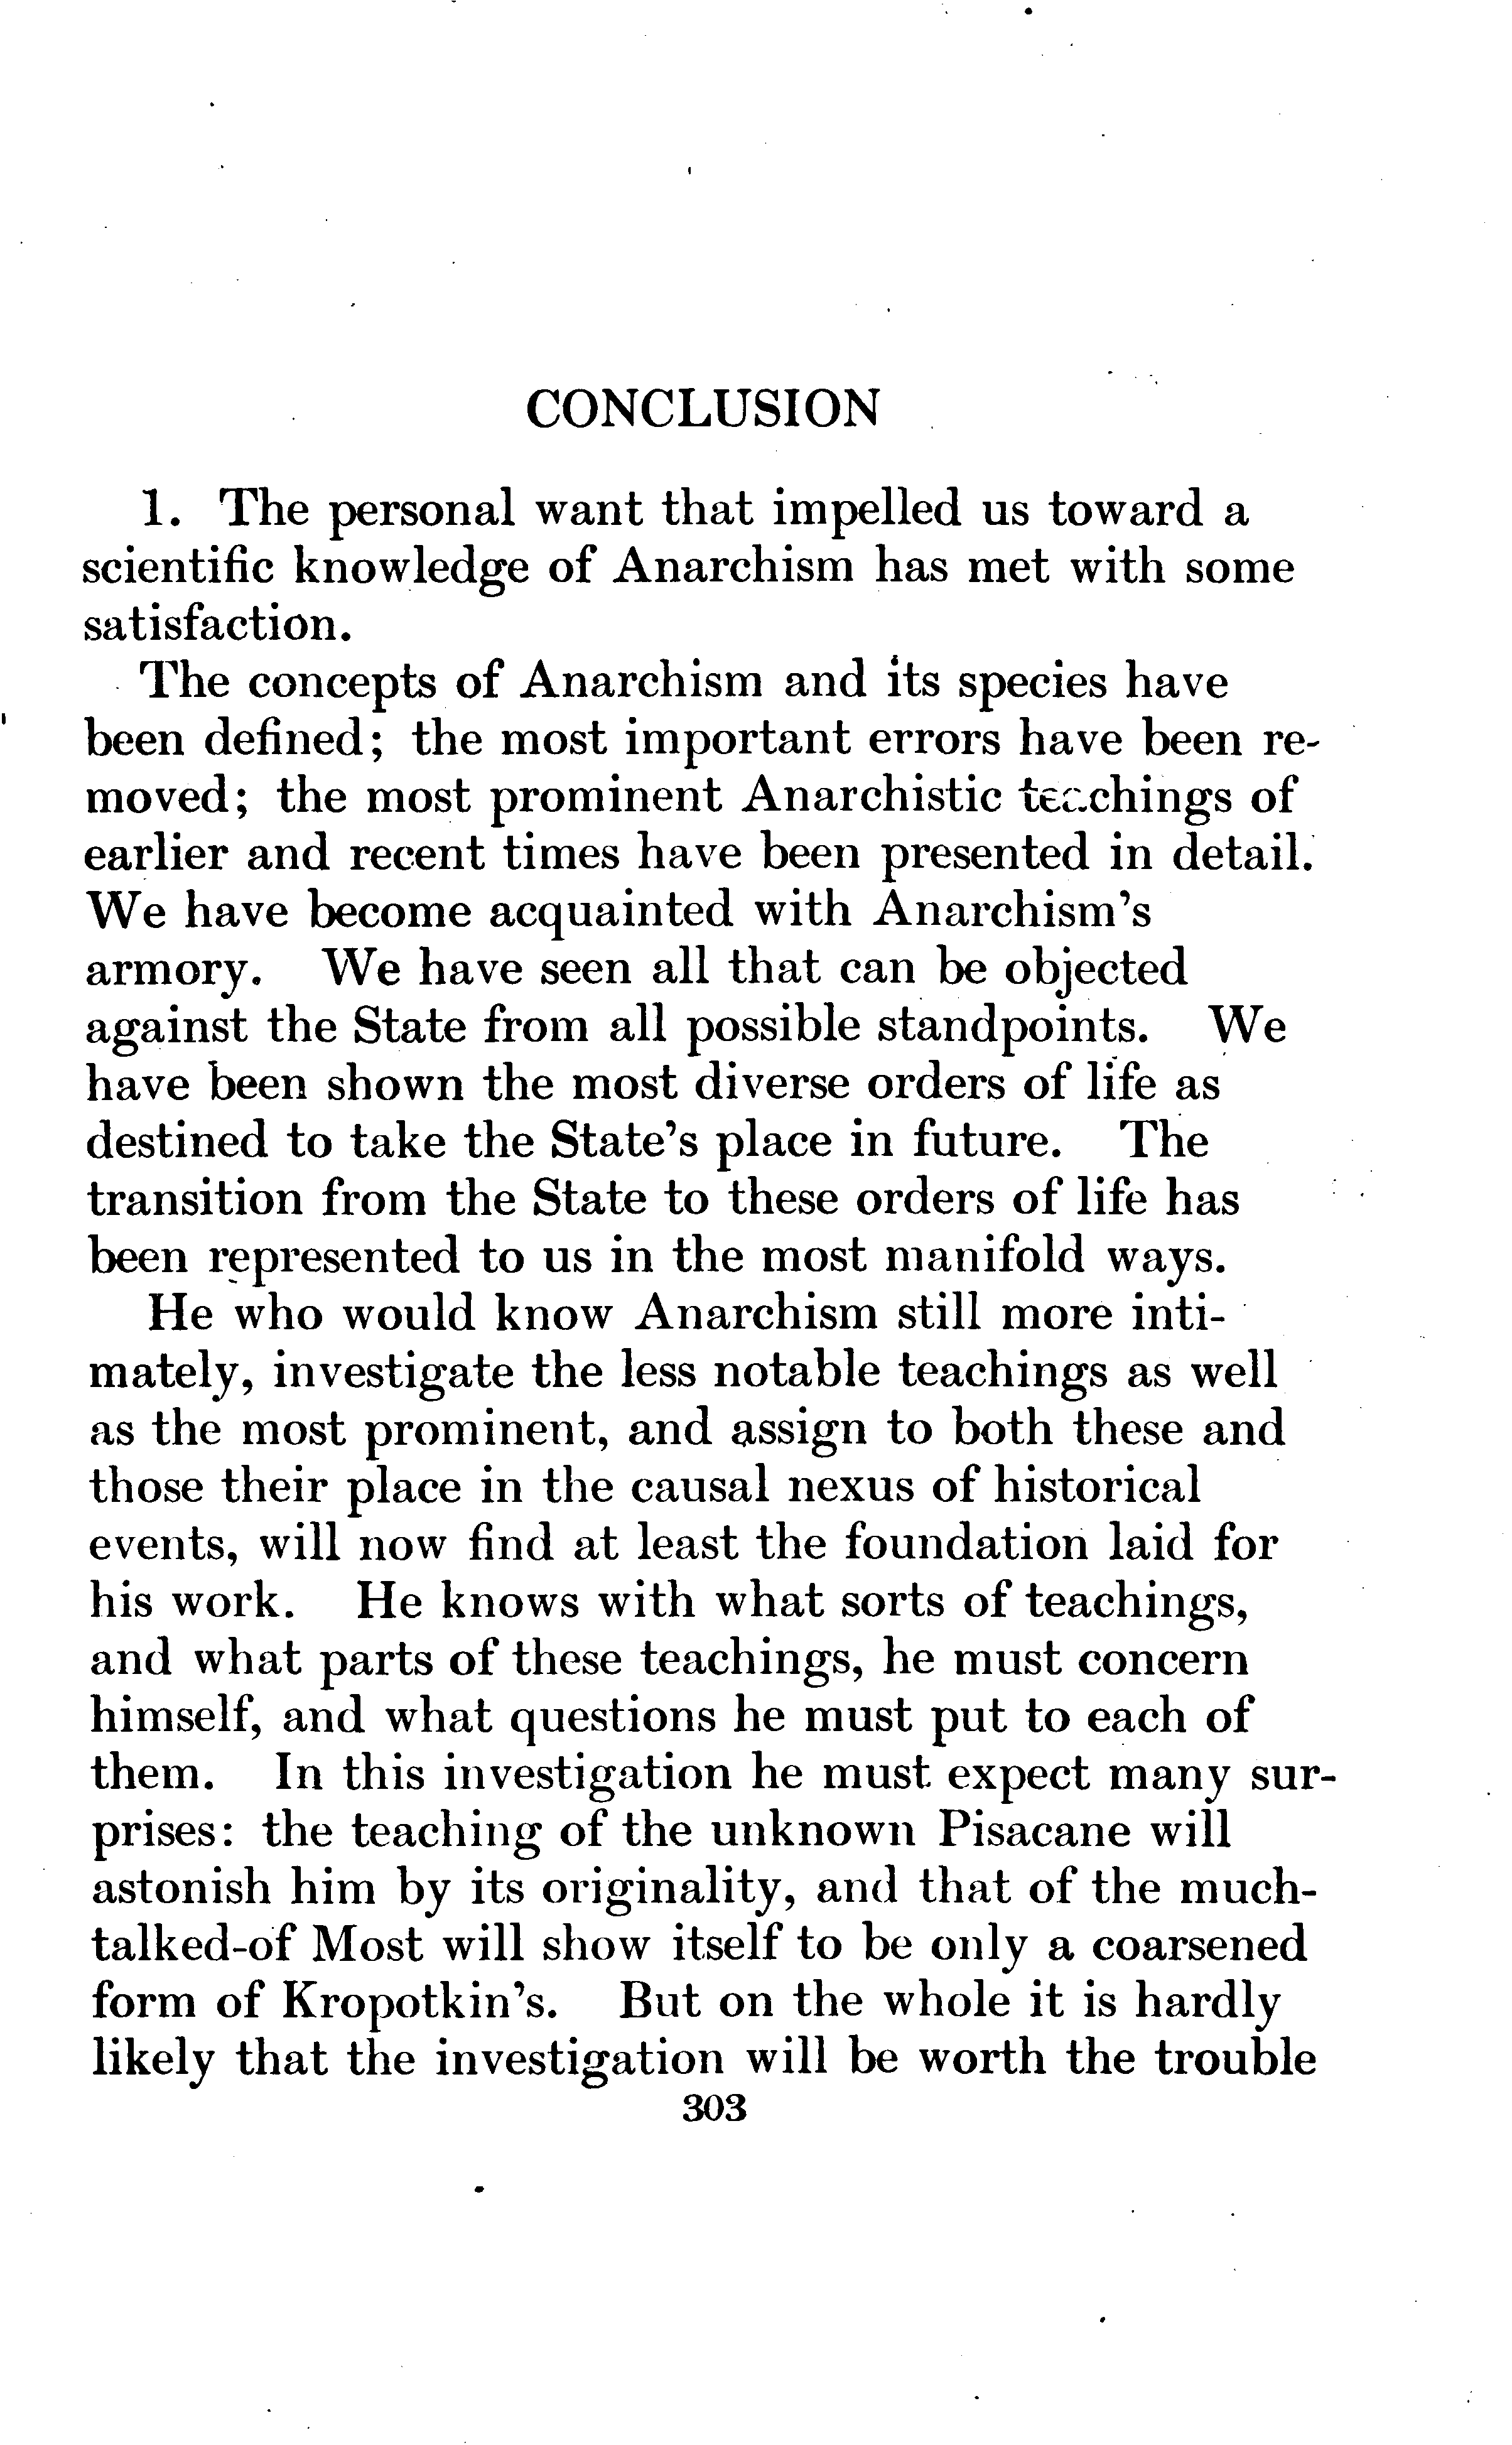 CONCLUSION
1. The personal want that impelled us toward a
scientific knowledge of Anarchism has met with some
satisfaction.
The concepts of Anarchism and its species have
been defined; the most important errors have been re-
moved; the most prominent Anarchistic teachings of
earlier and recent times have been presented in detail.
We have become acquainted with Anarchism's
armory. We have seen all that can be objected
against the State from all possible standpoints. We
have been shown the most diverse orders of life as
destined to take the State's place in future. The
transition from the State to these orders of life has
been represented to us in the most manifold ways.
He who would know Anarchism still more inti-
mately, investigate the less notable teachings as well
as the most prominent, and assign to both these and
those their place in the causal nexus of historical
events, will now find at least the foundation laid for
his work. He knows with what sorts of teachings,
and what parts of these teachings, he must concern
himself, and what questions he must put to each of
them. In this investigation he must expect many sur-
prises: the teaching of the unknown Pisacane will
astonish him by its originality, and that of the much-
talked-of Most will show itself to be only a coarsened
form of Kropotkin's. But on the whole it is hardly
likely that the investigation will be worth the trouble
303